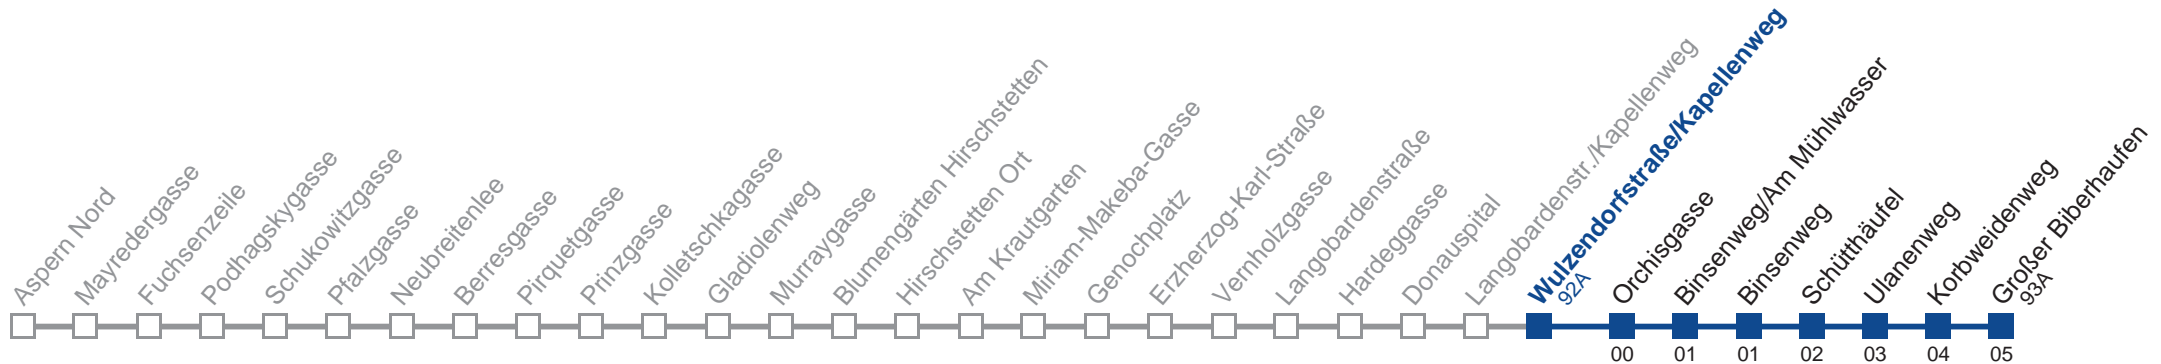 Aspern Nord
Mayredergasse
Fuchsenzeile
Podhagskygasse
Schukowitzgasse
Pfalzgasse
Neubreitenlee
Berresgasse
Pirquetgasse
Prinzgasse
Kolletschkagasse
Gladiolenweg
Murraygasse
Blumengärten Hirschstetten
Hirschstetten Ort
Am Krautgarten
Miriam-Makeba-Gasse
Genochplatz
Erzherzog-Karl-Straße
Vernholzgasse
Langobardenstraße
Hardeggasse
Donauspital
Langobardenstr./Kapellenweg
Wulzendorfstraße/Kapellenweg
92A
Orchisgasse
Binsenweg/Am Mühlwasser
Binsenweg
Schütthäufel
Ulanenweg
Korbweidenweg
Großer Biberhaufen
93A
00 01 01 02 03 04 05